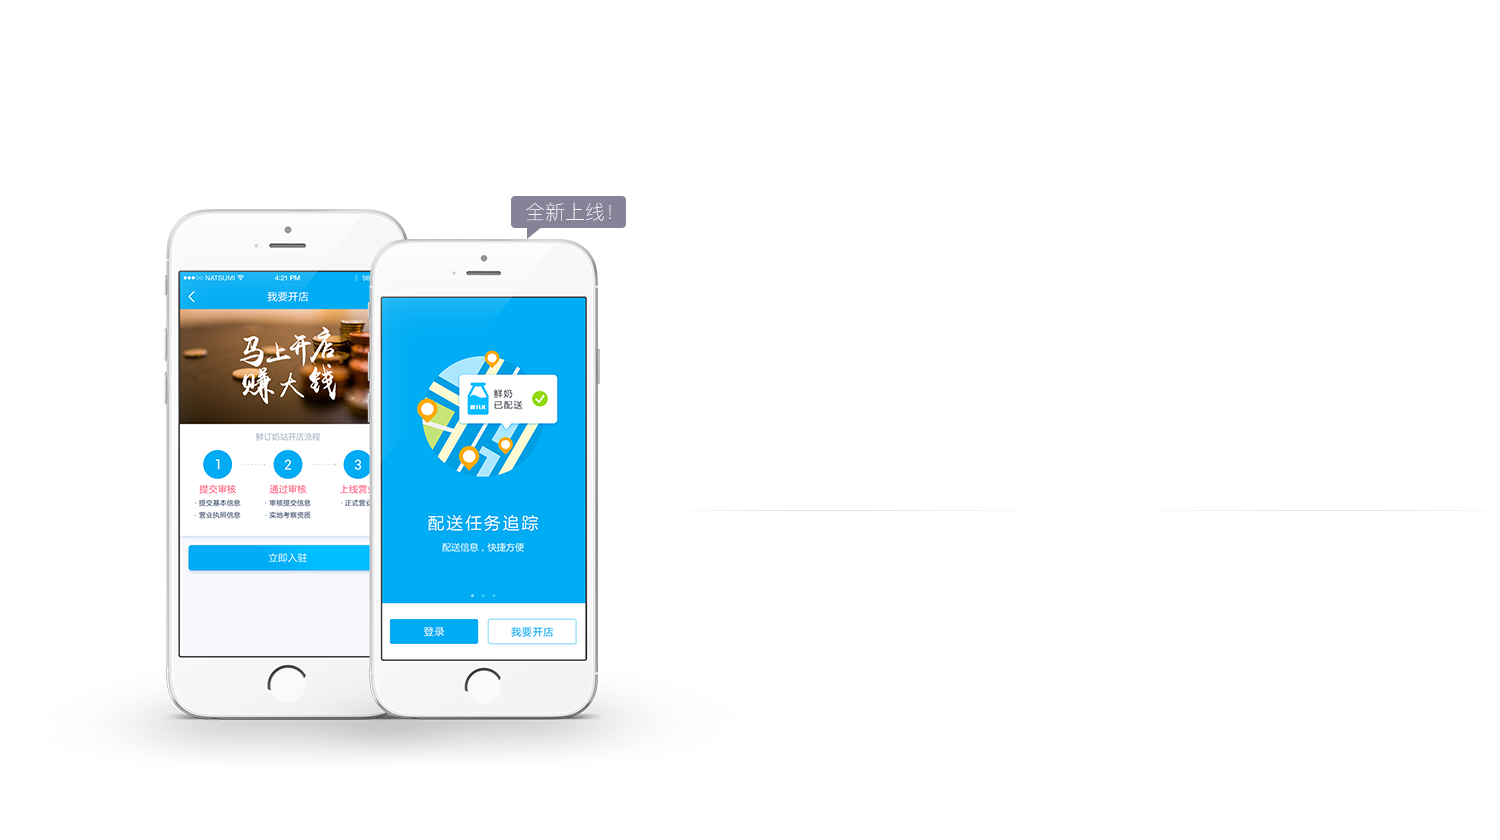 全新上线！
NATSUMI
4:21 PM
我要开店
马上开店
赚大钱
鲜订奶站开店流程
1
2
3
提交审核
通过审核
上线营
· 提交基本信息
· 审核提交信息
· 正式营
· 营业执照信息
· 实地考察资质
立即入驻
MILK
鲜奶
已配送
配送任务追踪
配送信息，快捷方便
登录
我要开店